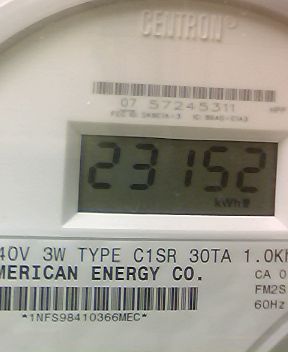 CENTRON®
07 57245311
23152
kWh
40V 3W TYPE C1SR 30TA 1.0K
MERICAN ENERGY CO.
CA 0
FM2S
60Hz
*1NFS98410366MEC*